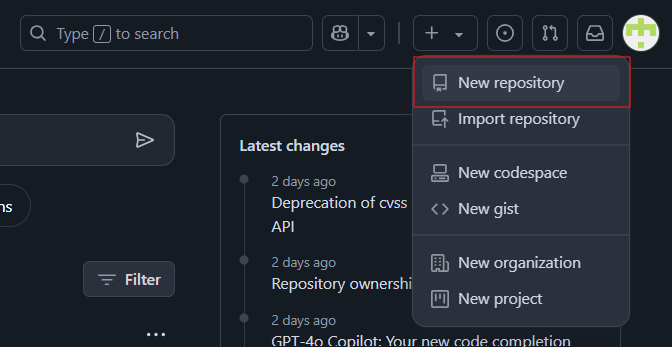 Type / to search
New repository
Import repository
New codespace
New gist
New organization
New project
ns
Filter
Latest changes
2 days ago
Deprecation of cvss
API
2 days ago
Repository ownershi
2 days ago
GPT-4o Copilot: Your new code completion